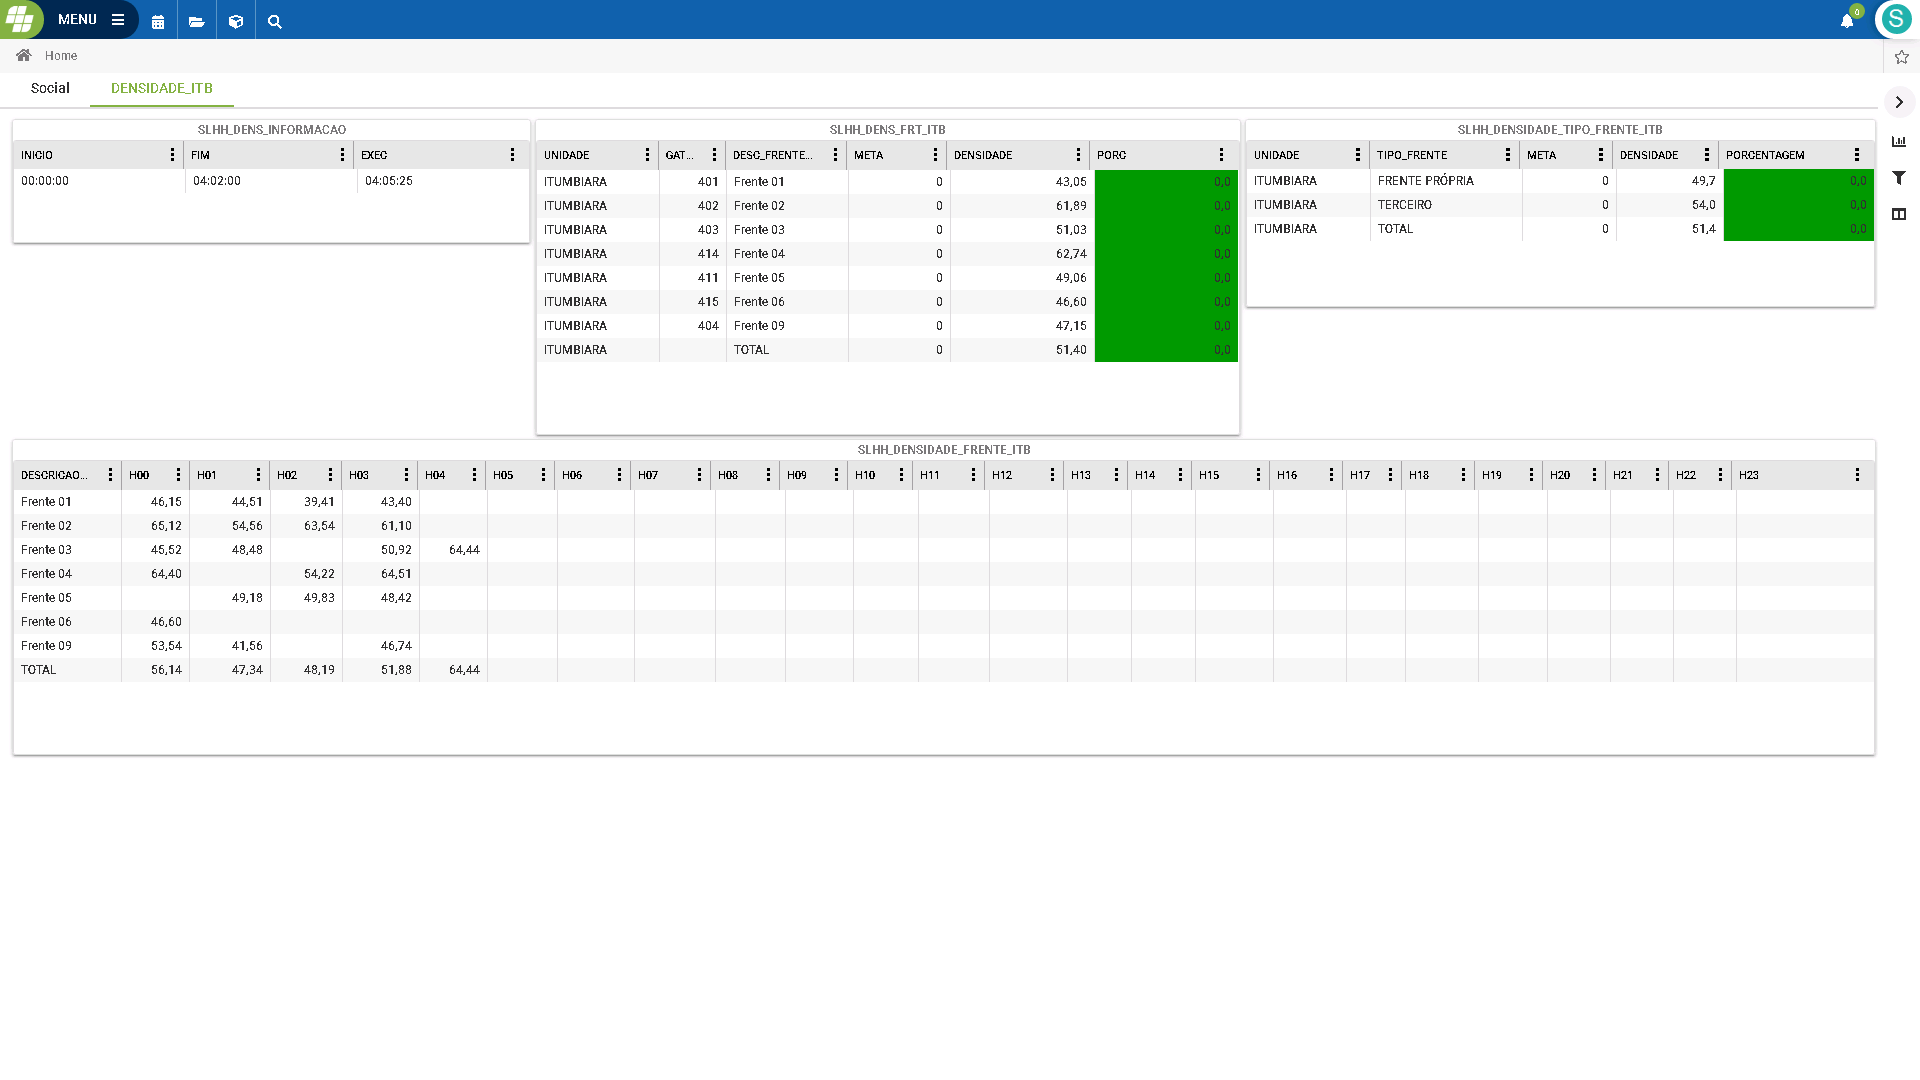 MENU
0
S
Home
Social DENSIDADE_ITB
SLHH_DENS_INFORMACAO
INICIO FIM EXEC
00:00:00 04:02:00 04:05:25
SLHH_DENS_FRT_ITB
UNIDADE GAT... DESC_FRENTE... META DENSIDADE PORC
ITUMBIARA 401 Frente 01 0 43,05 0,0
ITUMBIARA 402 Frente 02 0 61,89 0,0
ITUMBIARA 403 Frente 03 0 51,03 0,0
ITUMBIARA 414 Frente 04 0 62,74 0,0
ITUMBIARA 411 Frente 05 0 49,06 0,0
ITUMBIARA 415 Frente 06 0 46,60 0,0
ITUMBIARA 404 Frente 09 0 47,15 0,0
ITUMBIARA TOTAL 0 51,40 0,0
SLHH_DENSIDADE_TIPO_FRENTE_ITB
UNIDADE TIPO_FRENTE META DENSIDADE PORCENTAGEM
ITUMBIARA FRENTE PRÓPRIA 0 49,7 0,0
ITUMBIARA TERCEIRO 0 54,0 0,0
ITUMBIARA TOTAL 0 51,4 0,0
SLHH_DENSIDADE_FRENTE_ITB
DESCRICAO... H00 H01 H02 H03 H04 H05 H06 H07 H08 H09 H10 H11 H12 H13 H14 H15 H16 H17 H18 H19 H20 H21 H22 H23
Frente 01 46,15 44,51 39,41 43,40
Frente 02 65,12 54,56 63,54 61,10
Frente 03 45,52 48,48 50,92 64,44
Frente 04 64,40 54,22 64,51
Frente 05 49,18 49,83 48,42
Frente 06 46,60
Frente 09 53,54 41,56 46,74
TOTAL 56,14 47,34 48,19 51,88 64,44